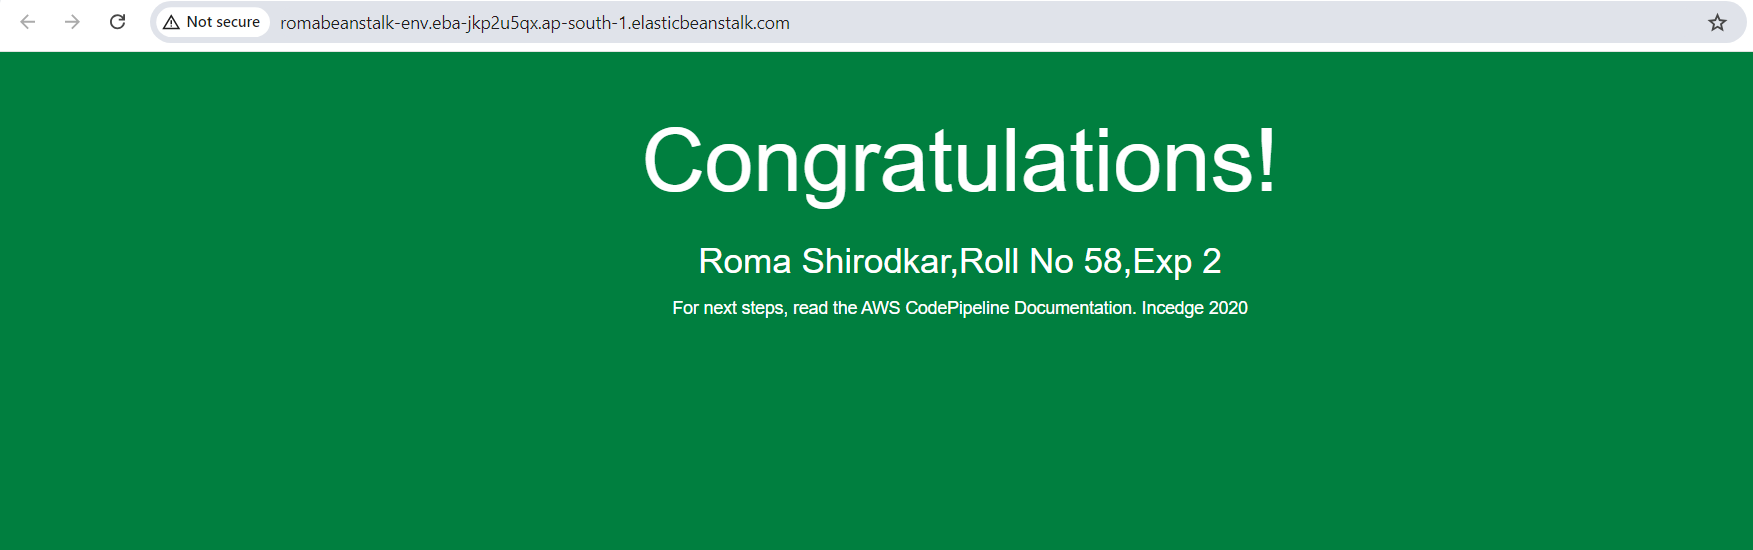 Not secure romabeanstalk-env.eba-jkp2u5qx.ap-south-1.elasticbeanstalk.com
Congratulations!
Roma Shirodkar,Roll No 58,Exp 2
For next steps, read the AWS CodePipeline Documentation. Incedge 2020